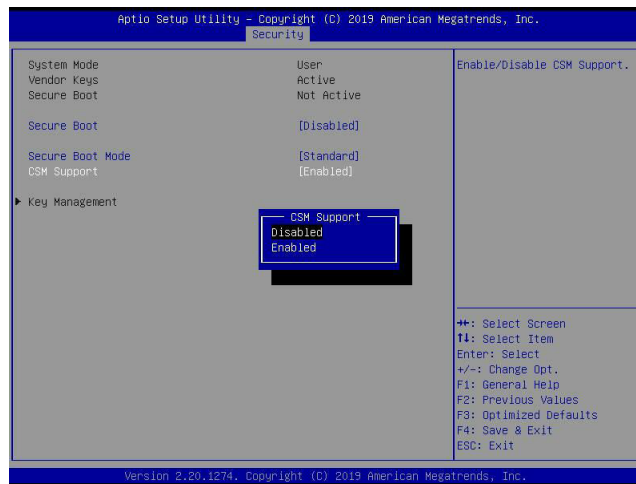 Aptio Setup Utility – Copyright (C) 2019 American Megatrends, Inc.
Security
System Mode User
Vendor Keys Active
Secure Boot Not Active
Secure Boot [Disabled]
Secure Boot Mode [Standard]
CSM Support [Enabled]
Key Management
CSM Support
Disabled
Enabled
Enable/Disable CSM Support.
→←: Select Screen
↑↓: Select Item
Enter: Select
+/-: Change Opt.
F1: General Help
F2: Previous Values
F3: Optimized Defaults
F4: Save & Exit
ESC: Exit
Version 2.20.1274. Copyright (C) 2019 American Megatrends, Inc.